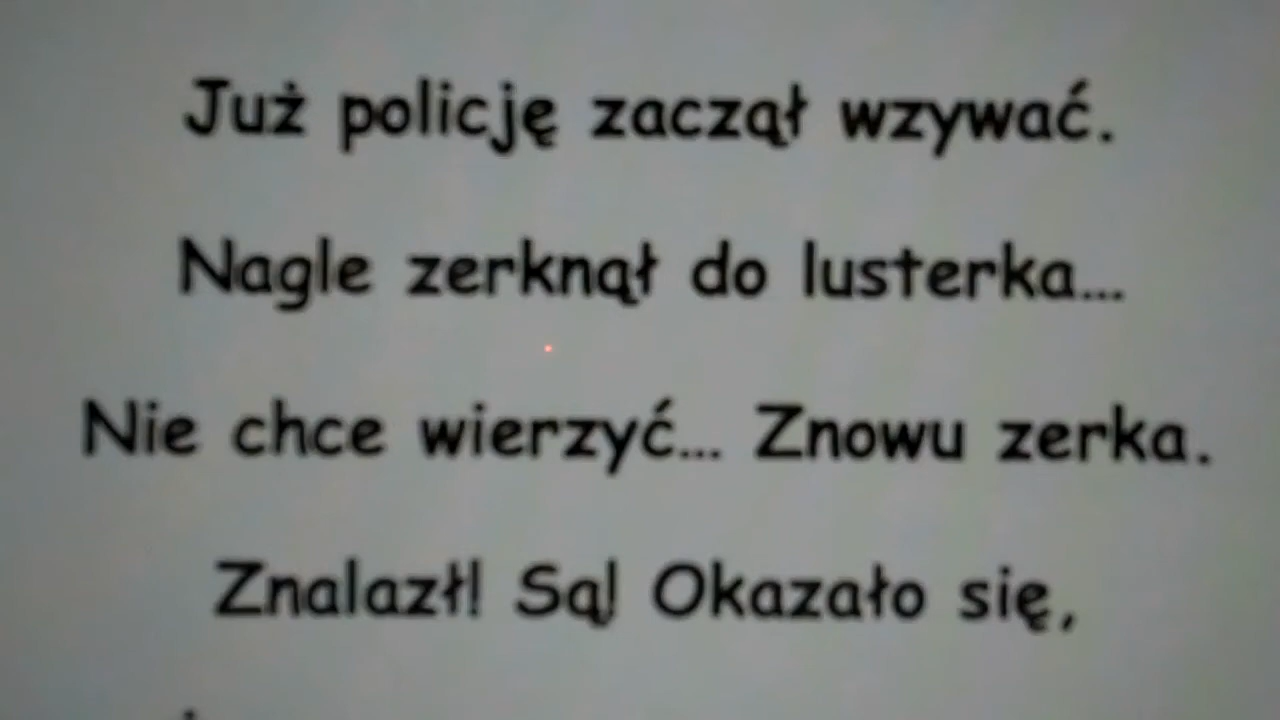 Już policję zaczął wzywać.
Nagle zerknął do lusterka...
Nie chce wierzyć... Znowu zerka.
Znalazł! Są! Okazało się,